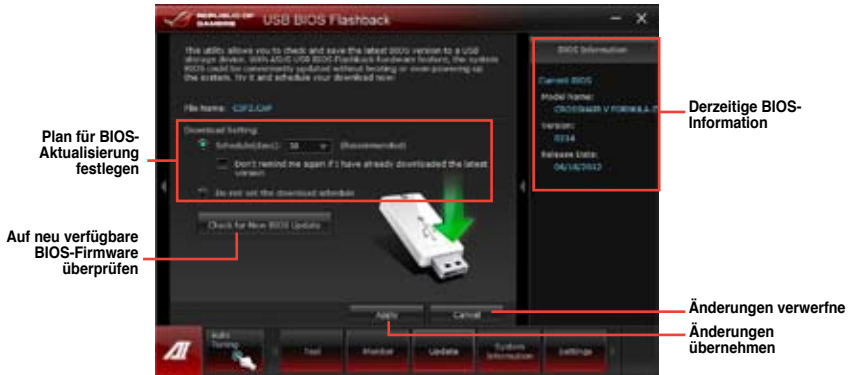 REPUBLIC OF
GAMERS
USB BIOS Flashback
This utility allows you to check and save the latest BIOS version to a USB
storage device. With ASUS USB BIOS Flashback hardware feature, the system
BIOS could be conveniently updated without booting or even powering up
the system. Try it and schedule your download now!
File Name: C5F2.CAP
Download Setting:
Schedule(days): 30 (Recommended)
Don't remind me again if I have already downloaded the latest
version
Do not set the download schedule
Check for New BIOS Update
Apply
Cancel
BIOS Information
Current BIOS
Model Name:
CROSSHAIR V FORMULA
Version:
Release Date:
Auto
Tuning
Tool
Monitor
Update
System
Information
Settings
Plan für BIOS-
Aktualisierung
festlegen
Auf neu verfügbare
BIOS-Firmware
überprüfen
Derzeitige BIOS-
Information
Änderungen verwerfne
Änderungen
übernehmen